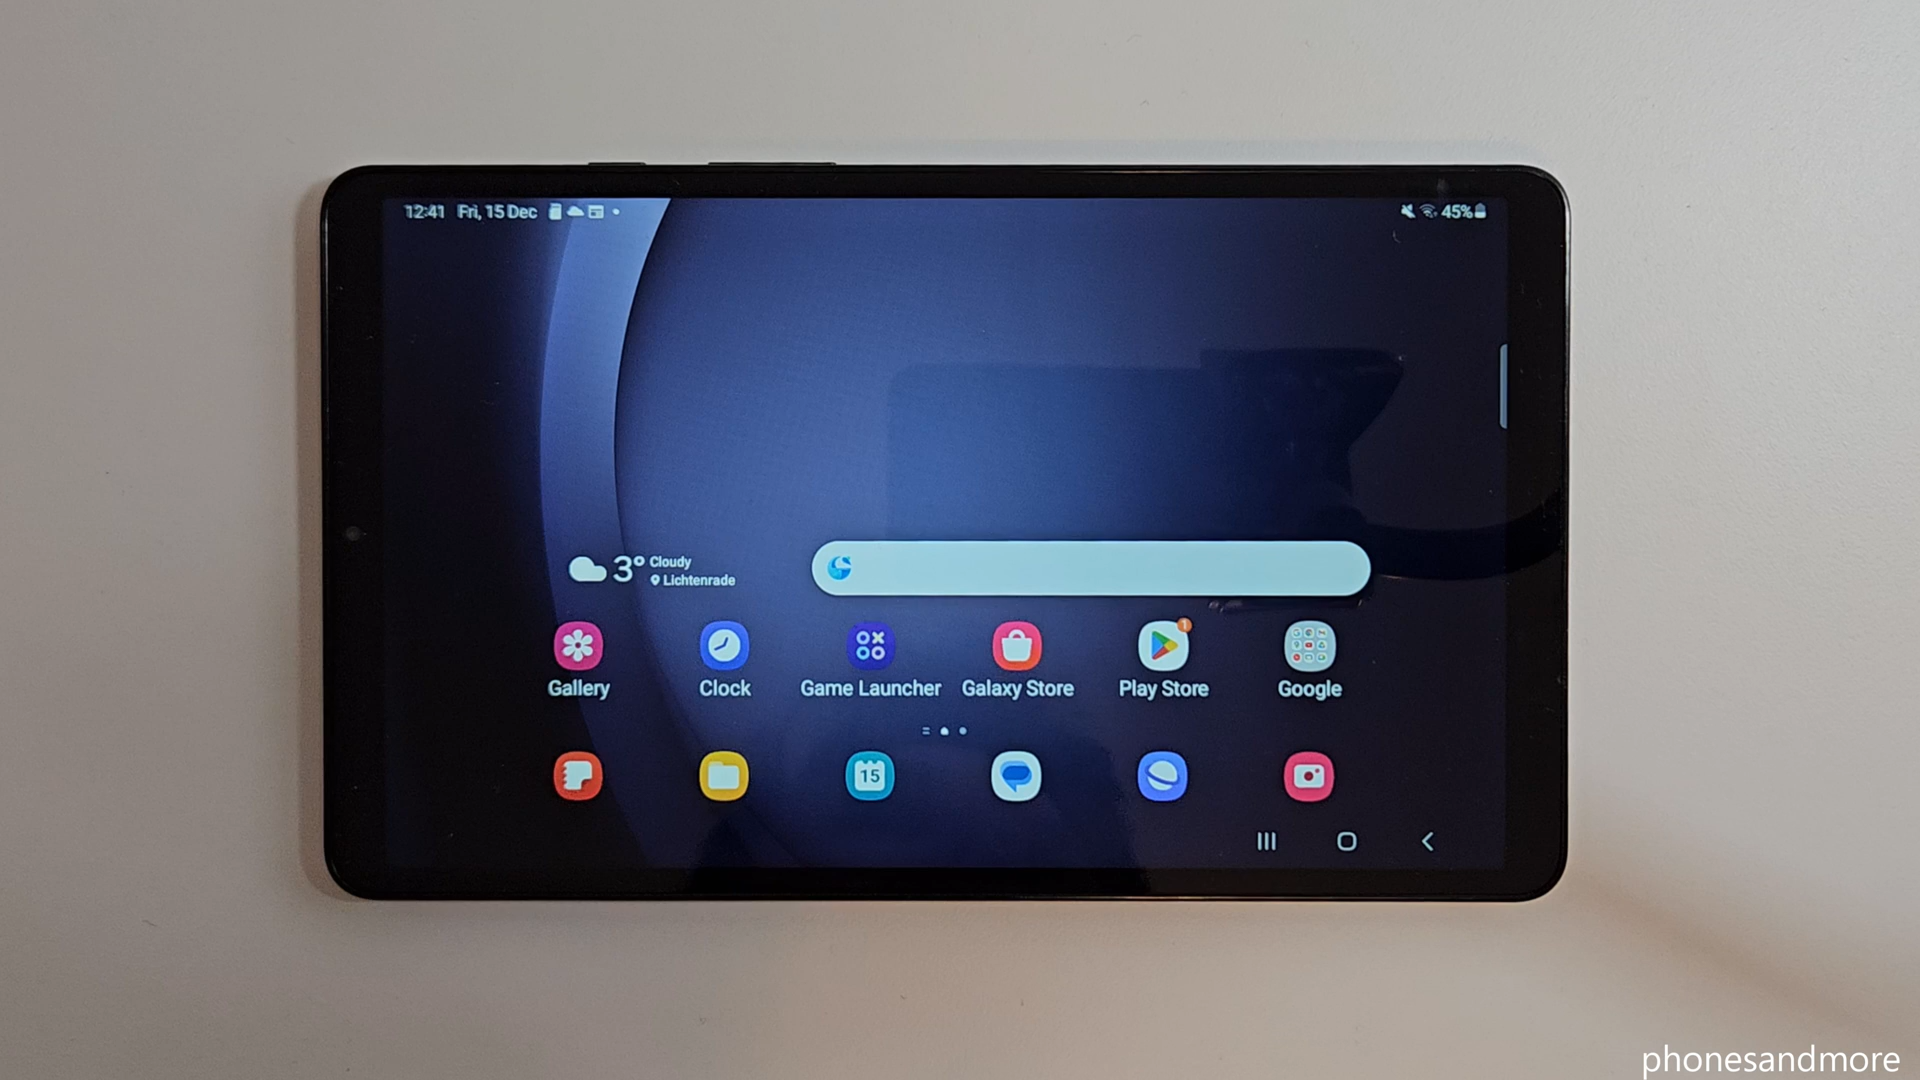 12:41 Fri, 15 Dec
45%
3° Cloudy
Lichtenrade
1
Gallery
Clock
Game Launcher
Galaxy Store
Play Store
Google
15
phonesandmore